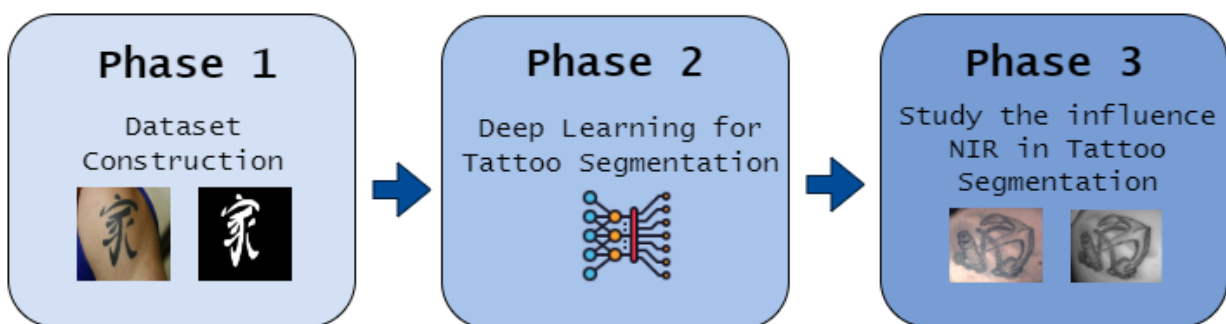 Phase 1
Dataset
Construction
家
家
Phase 2
Deep Learning for
Tattoo Segmentation
Phase 3
Study the influence
NIR in Tattoo
Segmentation